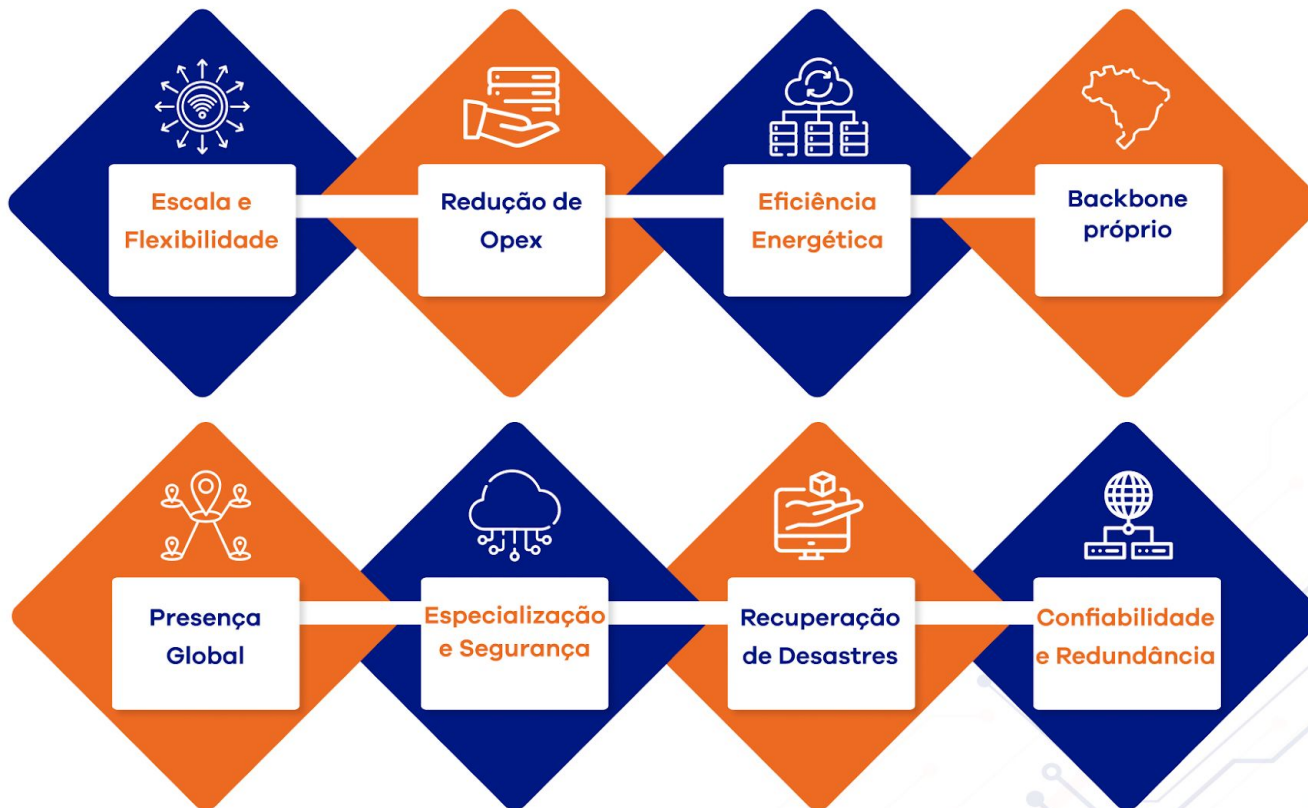 Escala e
Flexibilidade
Redução de
Opex
Eficiência
Energética
Backbone
próprio
Presença
Global
Especialização
e Segurança
Recuperação
de Desastres
Confiabilidade
e Redundância